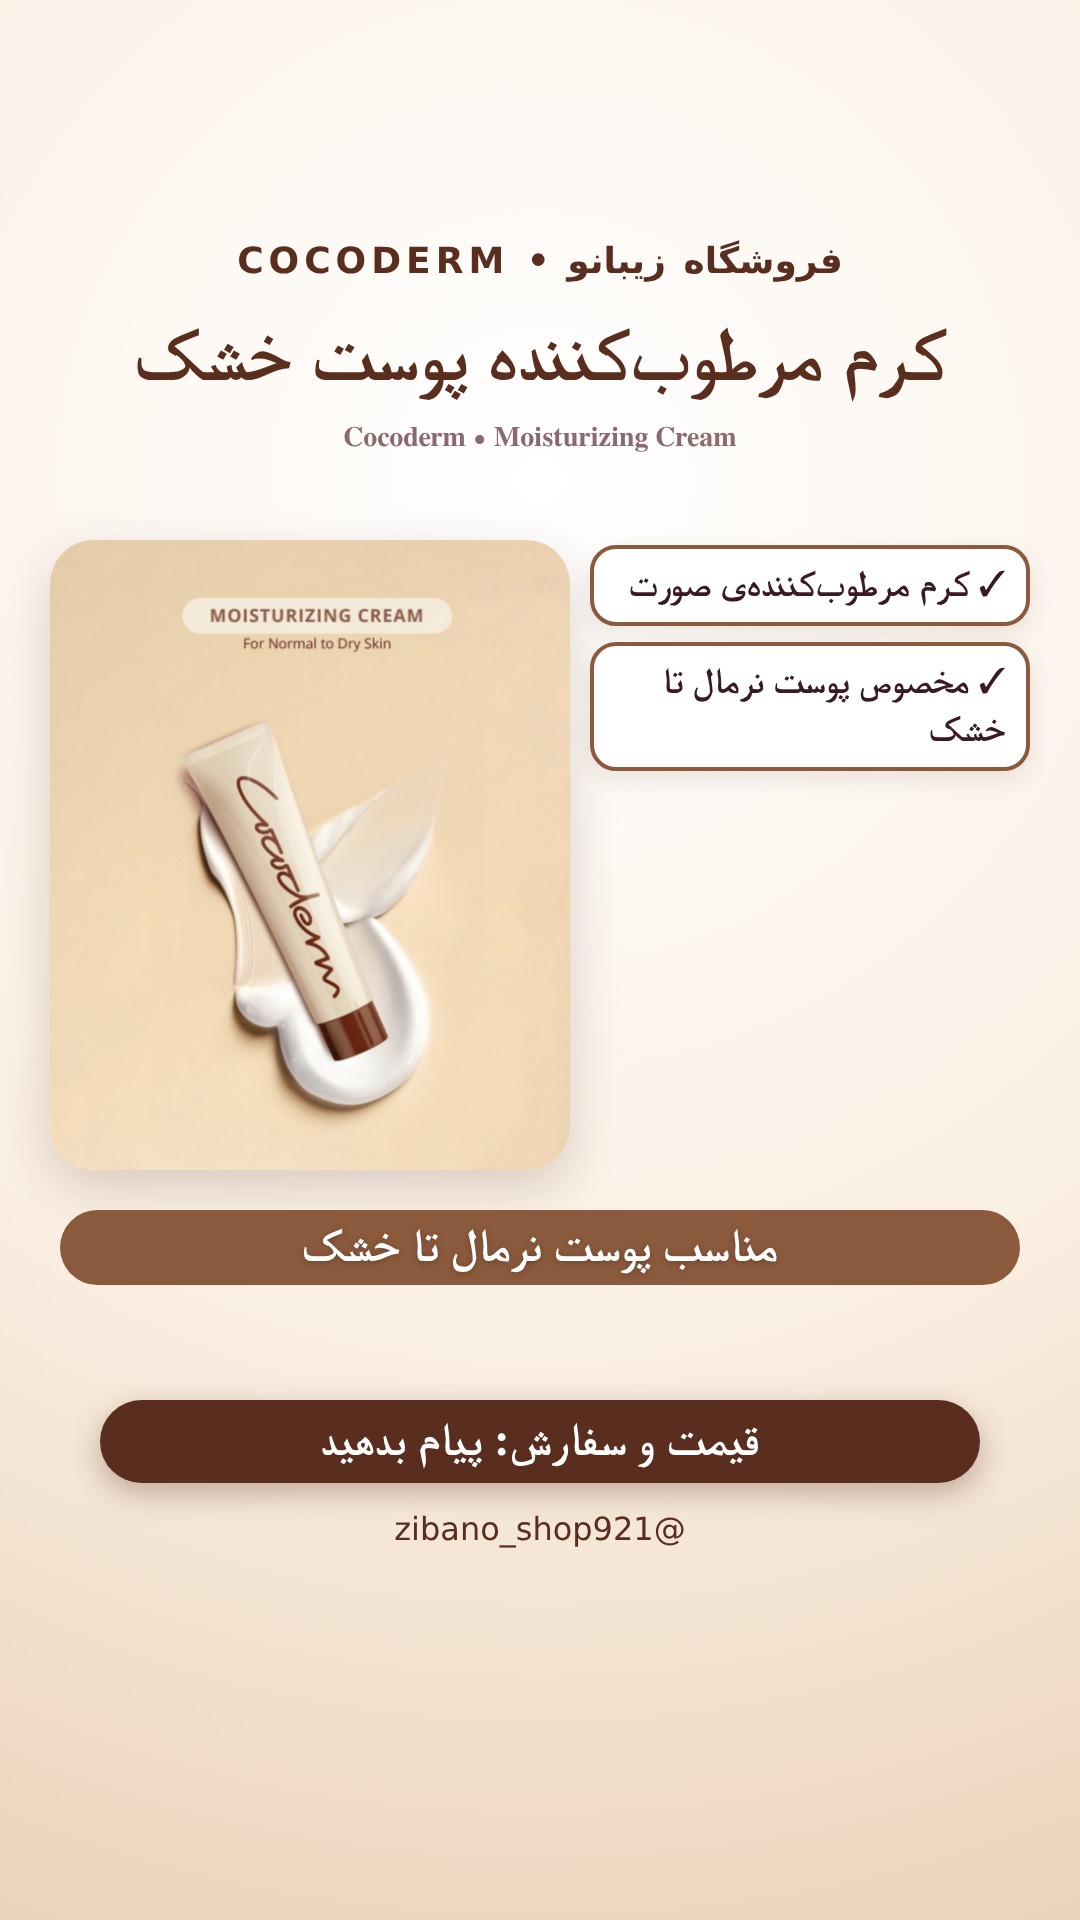 فروشگاه زیبانو • COCODERM
کرم مرطوب‌کننده پوست خشک
Cocoderm • Moisturizing Cream
MOISTURIZING CREAM
For Normal to Dry Skin
Cocoderm
✓ کرم مرطوب‌کننده‌ی صورت
✓ مخصوص پوست نرمال تا
خشک
مناسب پوست نرمال تا خشک
قیمت و سفارش: پیام بدهید
zibano_shop921@